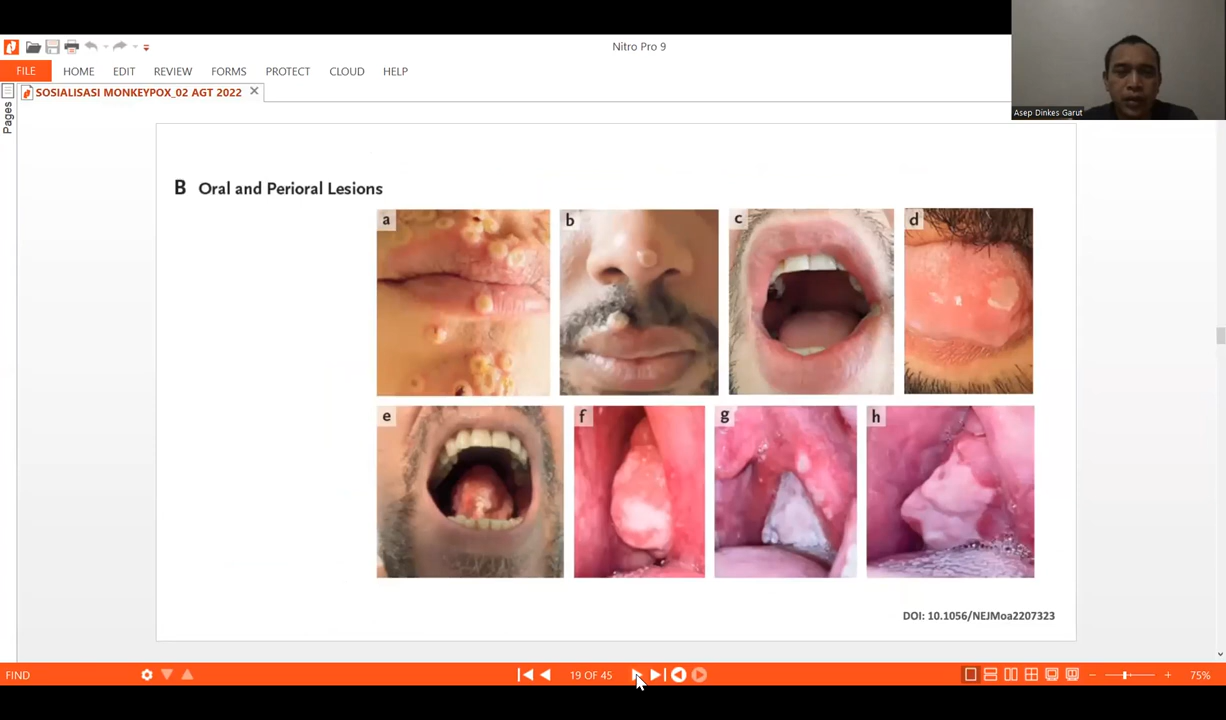 Nitro Pro 9
FILE HOME EDIT REVIEW FORMS PROTECT CLOUD HELP
SOSIALISASI MONKEYPOX_02 AGT 2022
Asep Dinkes Garut
Pages
B Oral and Perioral Lesions
a b c d
e f g h
DOI: 10.1056/NEJMoa2207323
FIND 19 OF 45 75%